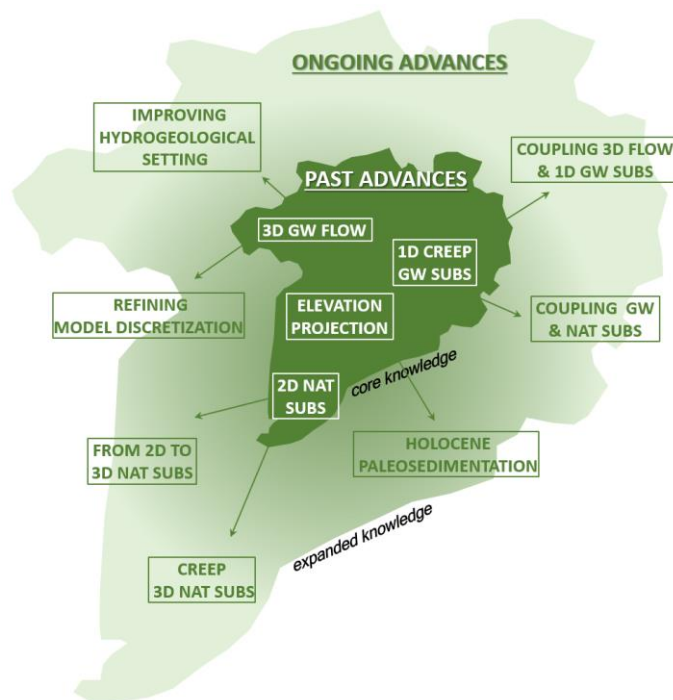 ONGOING ADVANCES
IMPROVING
HYDROGEOLOGICAL
SETTING
COUPLING 3D FLOW
& 1D GW SUBS
PAST ADVANCES
3D GW FLOW
1D CREEP
GW SUBS
REFINING
MODEL DISCRETIZATION
ELEVATION
PROJECTION
COUPLING GW
& NAT SUBS
2D NAT
SUBS
core knowledge
FROM 2D TO
3D NAT SUBS
HOLOCENE
PALEOSEDIMENTATION
expanded knowledge
CREEP
3D NAT SUBS